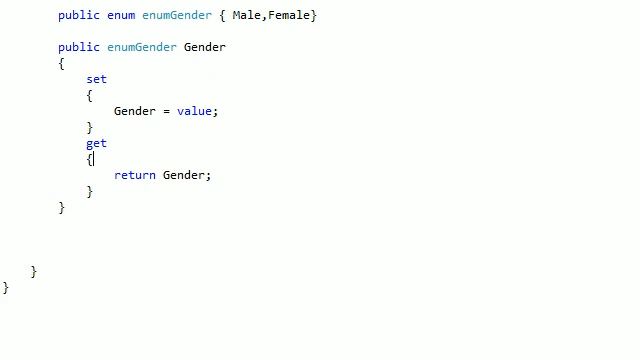 public enum enumGender { Male,Female}
public enumGender Gender
{
set
{
Gender = value;
}
get
{
return Gender;
}
}
}
}